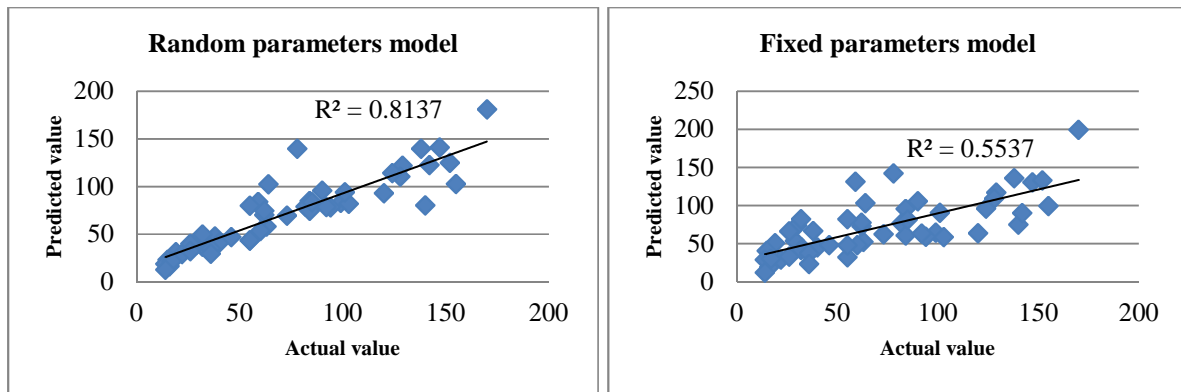 Random parameters model
200
150
100
50
0
Predicted value
R² = 0.8137
0 50 100 150 200
Actual value
Fixed parameters model
250
200
150
100
50
0
Predicted value
R² = 0.5537
0 50 100 150 200
Actual value